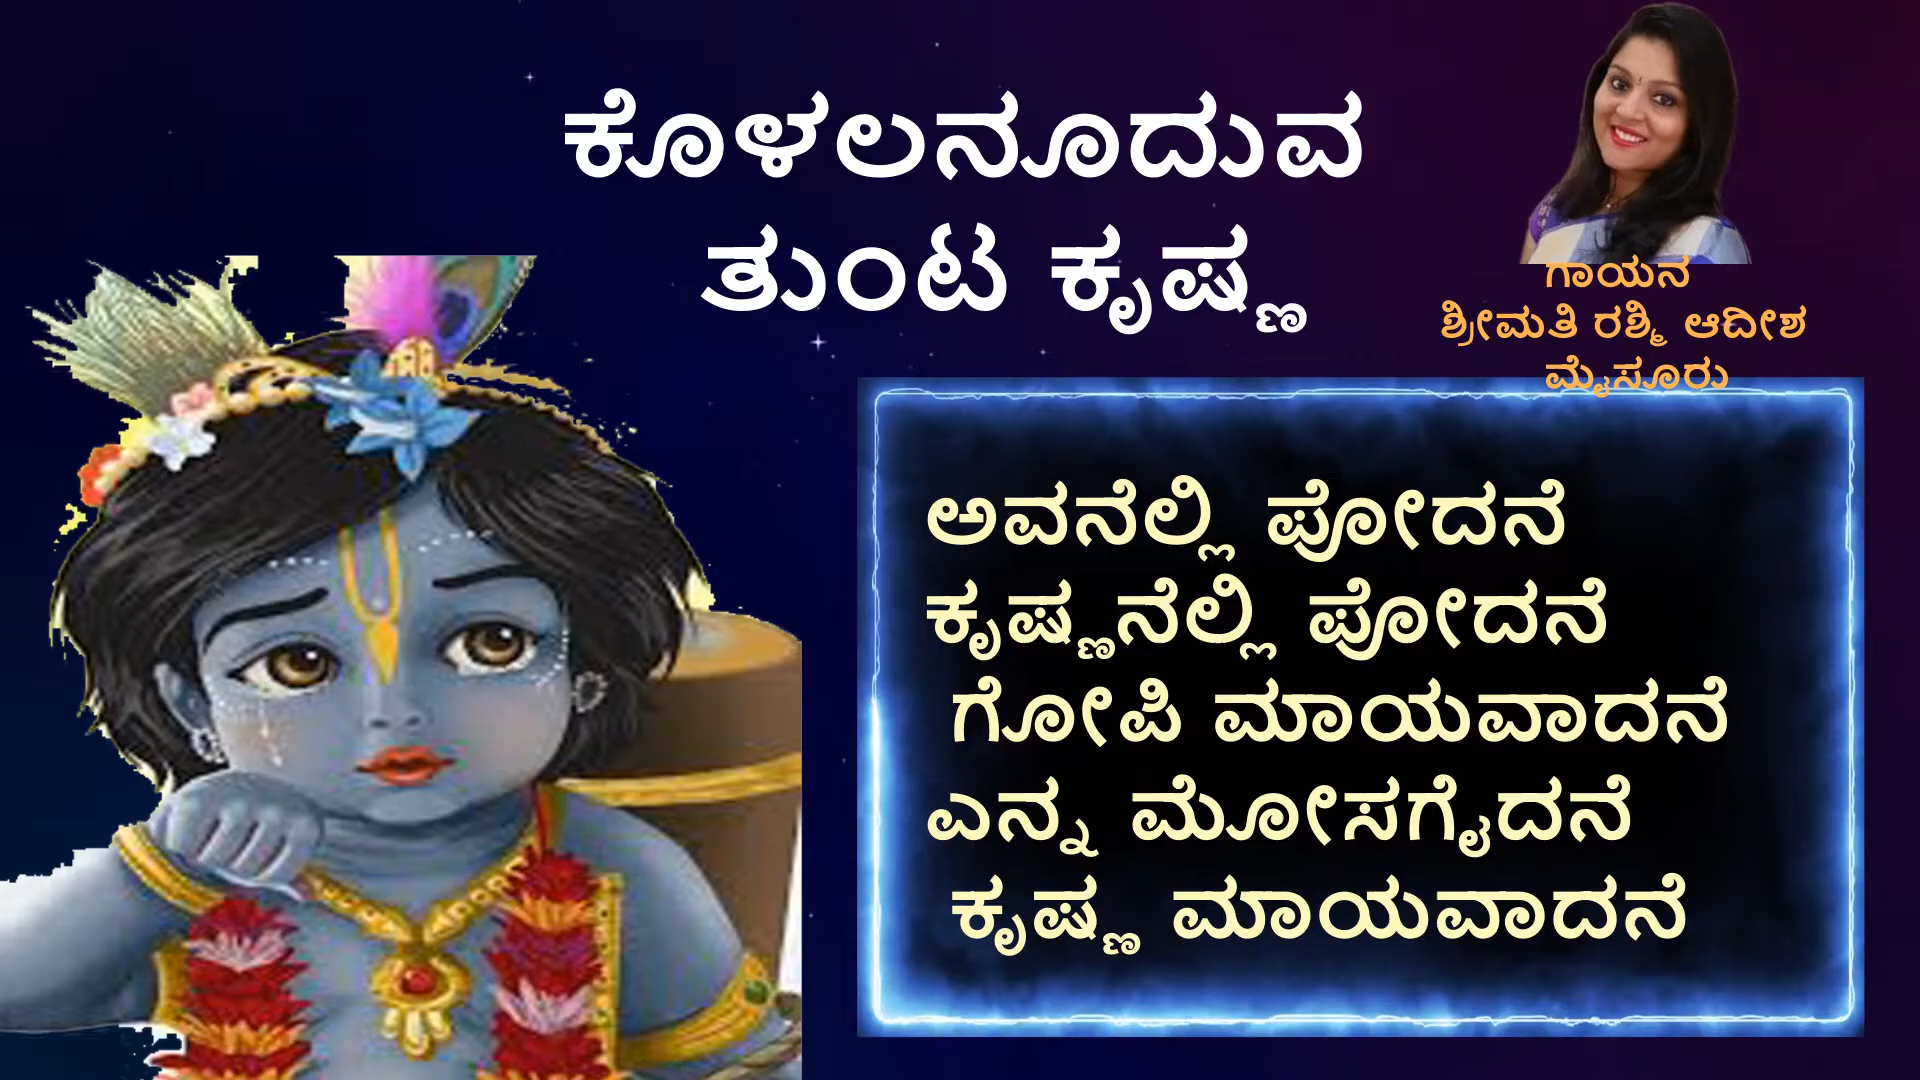 ಕೊಳಲನೂದುವ
ತುಂಟ ಕೃಷ್ಣ
ಗಾಯನ
ಶ್ರೀಮತಿ ರಶ್ಮಿ ಆದೀಶ
ಮೈಸೂರು
ಅವನೆಲ್ಲಿ ಪೋದನೆ
ಕೃಷ್ಣನೆಲ್ಲಿ ಪೋದನೆ
ಗೋಪಿ ಮಾಯವಾದನೆ
ಎನ್ನ ಮೋಸಗೈದನೆ
ಕೃಷ್ಣ ಮಾಯವಾದನೆ